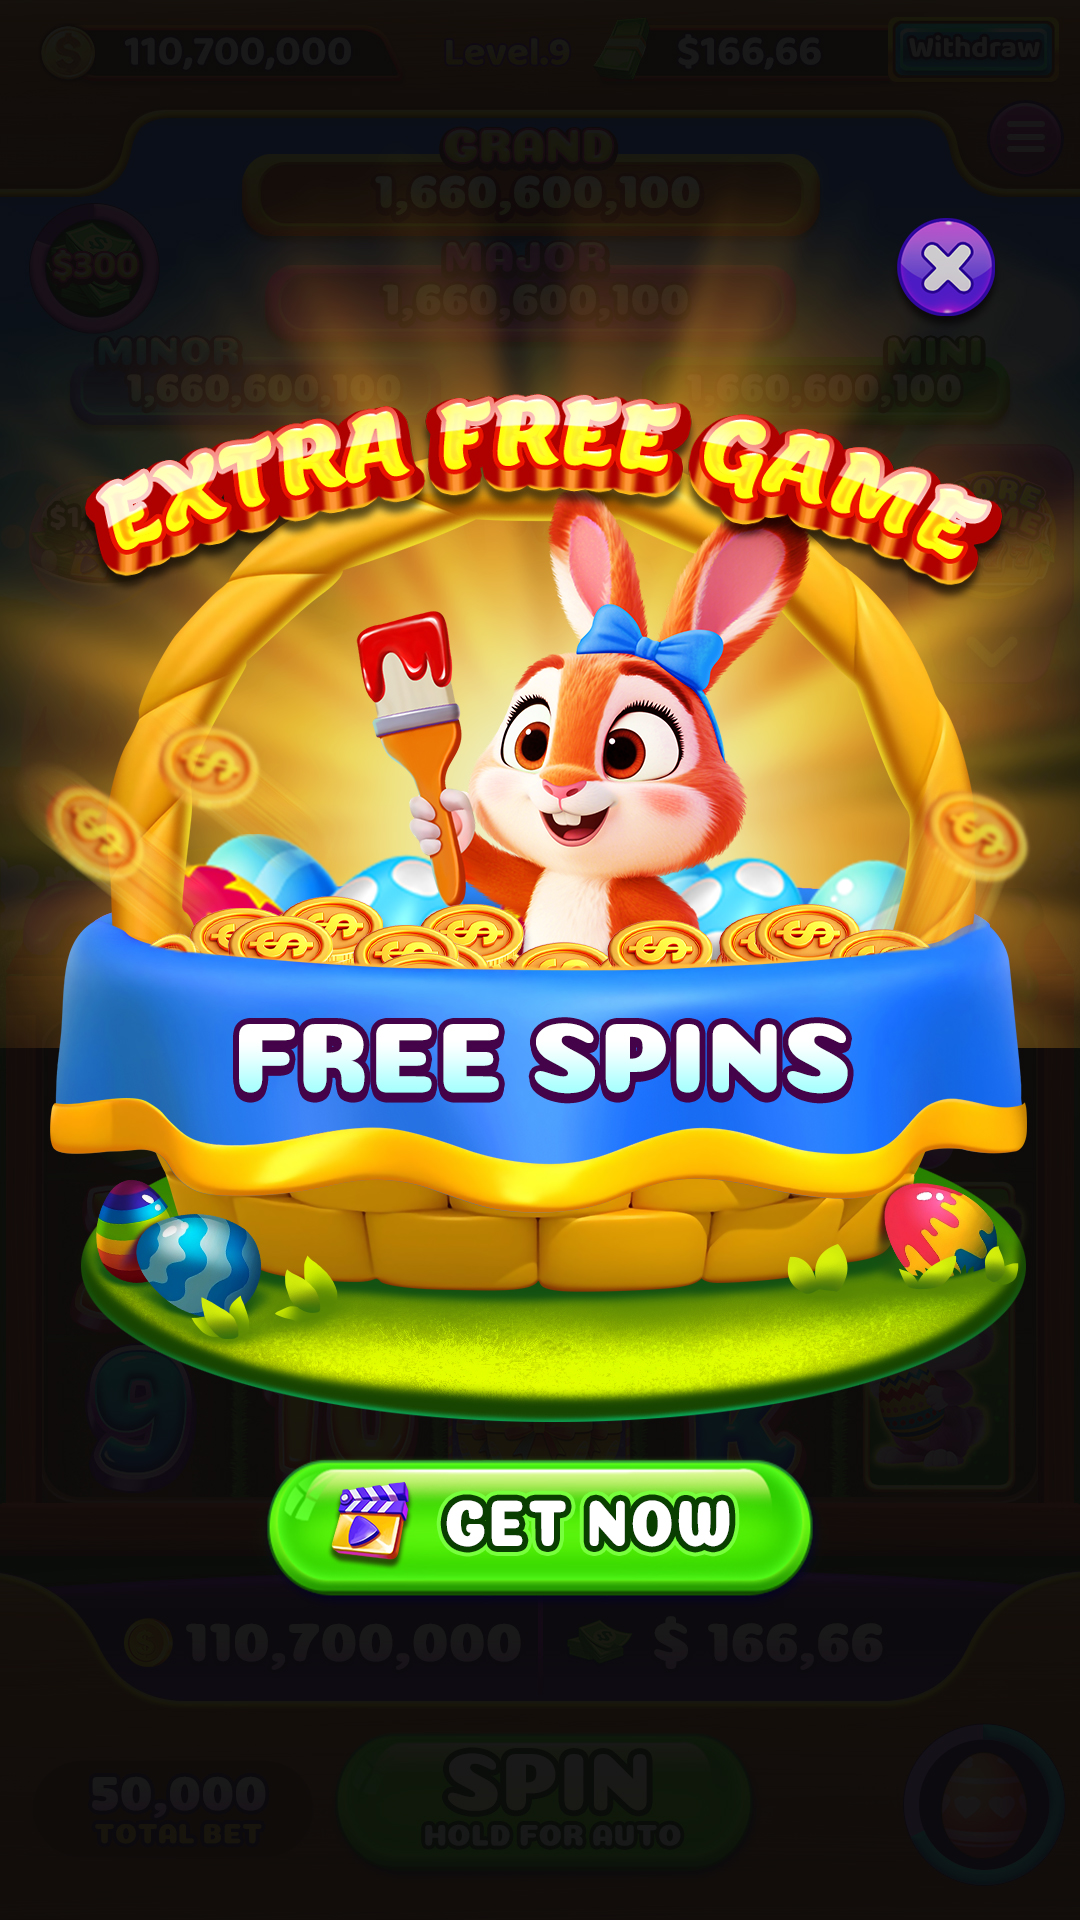 110,700,000 Level.9 $166,66 Withdraw
GRAND
1,660,600,100
$300
MAJOR
1,660,600,100
MINOR MINI
1,660,600,100 1,660,600,100
EXTRA FREE GAME
FREE SPINS
9 10 K
GET NOW
110,700,000 $ 166,66
50,000
TOTAL BET
SPIN
HOLD FOR AUTO